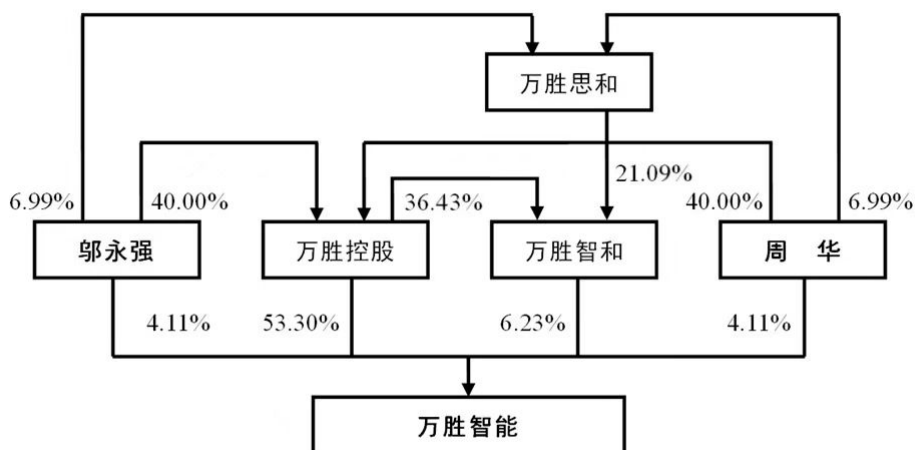 万胜思和
21.09%
6.99%
40.00%
36.43%
40.00%
6.99%
邬永强
万胜控股
万胜智和
周 华
4.11%
53.30%
6.23%
4.11%
万胜智能